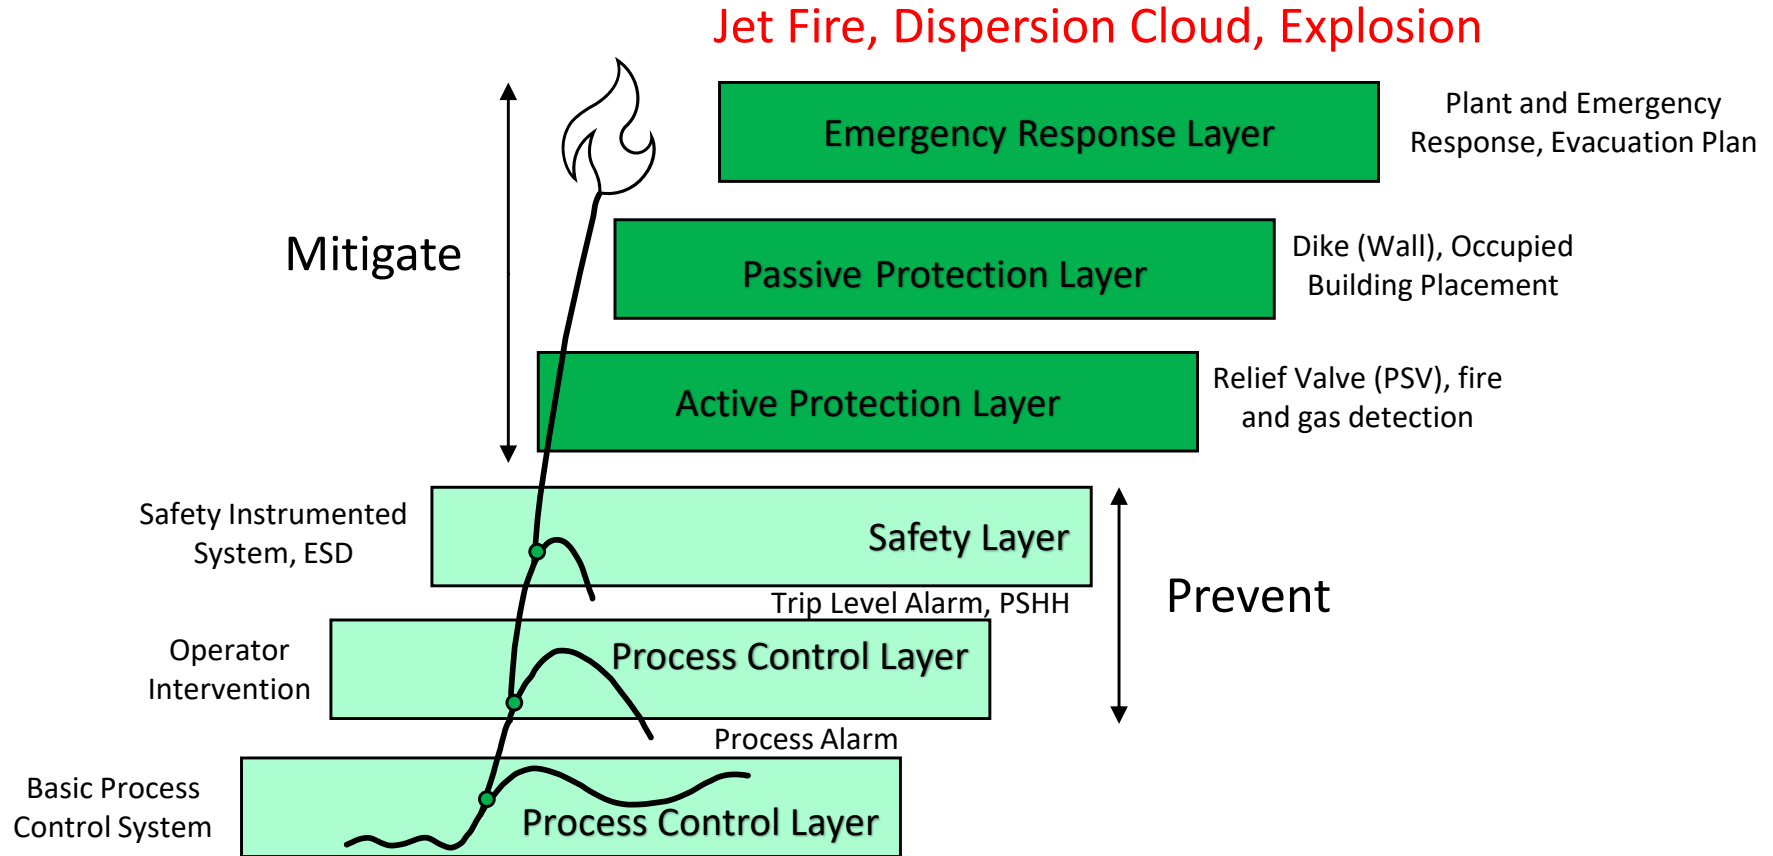 Jet Fire, Dispersion Cloud, Explosion
Emergency Response Layer
Plant and Emergency
Response, Evacuation Plan
Mitigate
Passive Protection Layer
Dike (Wall), Occupied
Building Placement
Active Protection Layer
Relief Valve (PSV), fire
and gas detection
Safety Instrumented
System, ESD
Safety Layer
Prevent
Trip Level Alarm, PSHH
Operator
Intervention
Process Control Layer
Process Alarm
Basic Process
Control System
Process Control Layer